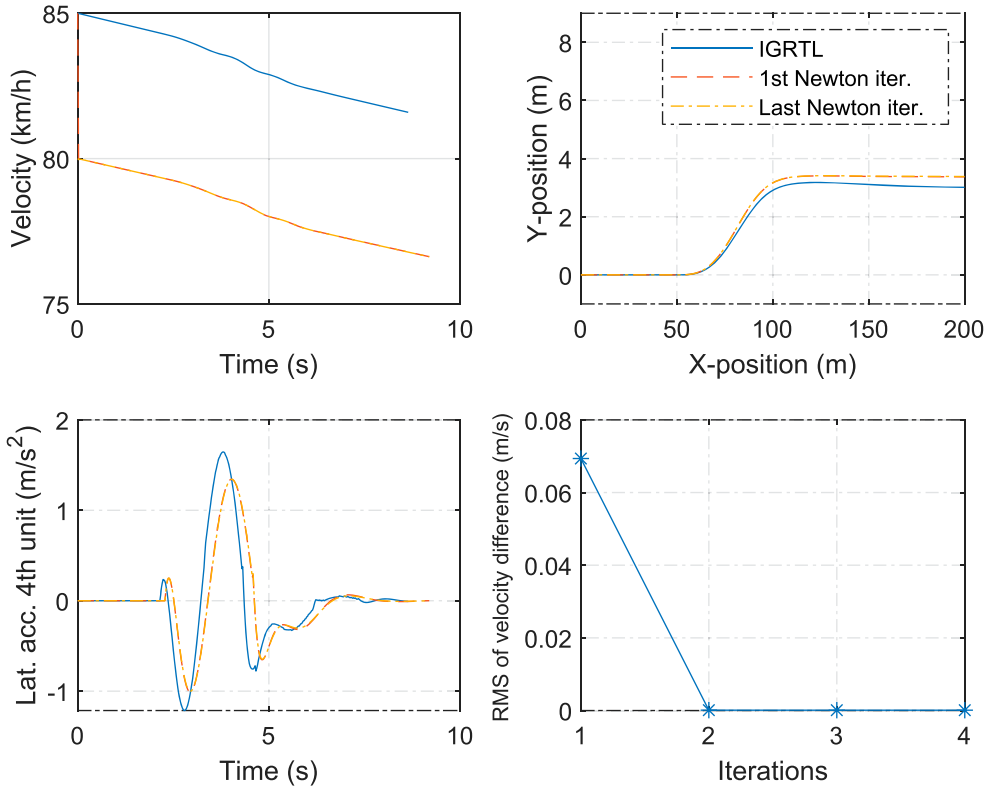 85
80
75
Velocity (km/h)
0
5
10
Time (s)
8
6
4
2
0
Y-position (m)
IGRTL
1st Newton iter.
Last Newton iter.
0
50
100
150
200
X-position (m)
2
1
0
-1
Lat. acc. 4th unit (m/s²)
0
5
10
Time (s)
0.08
0.06
0.04
0.02
0
RMS of velocity difference (m/s)
1
2
3
4
Iterations